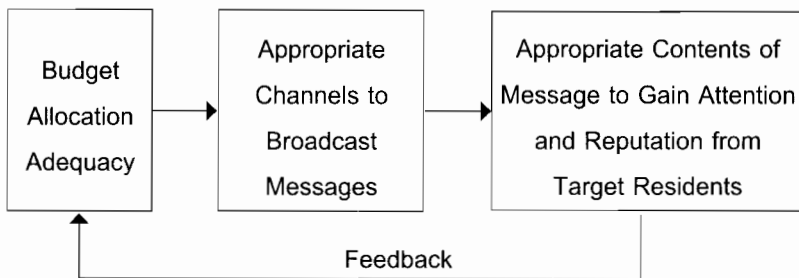 Budget
Allocation
Adequacy
Appropriate
Channels to
Broadcast
Messages
Appropriate Contents of
Message to Gain Attention
and Reputation from
Target Residents
Feedback